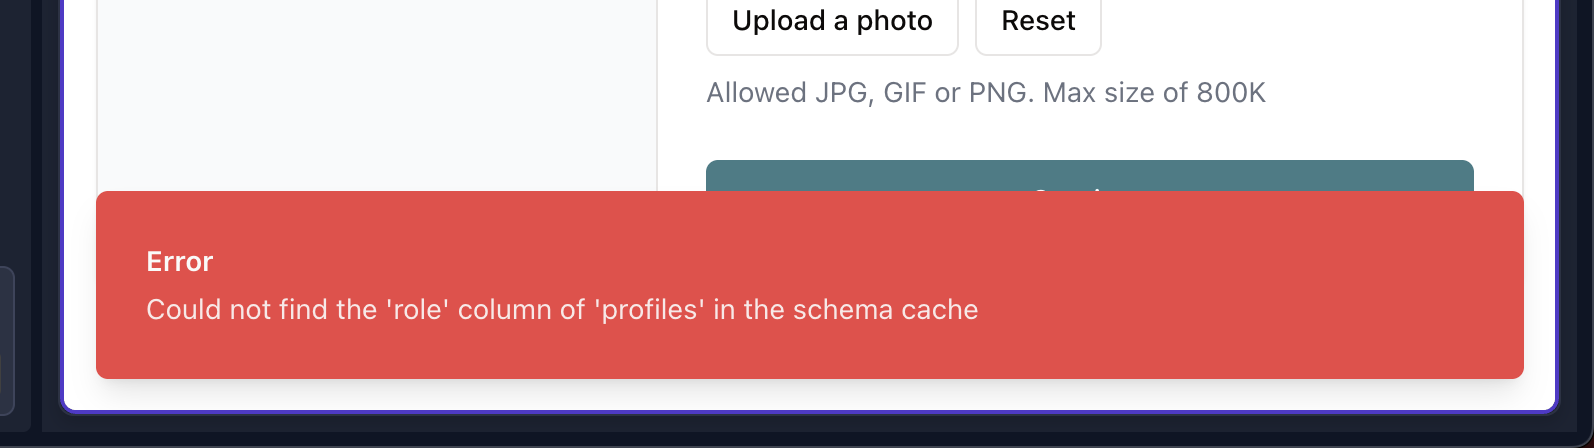 Upload a photo
Reset
Allowed JPG, GIF or PNG. Max size of 800K
Error
Could not find the 'role' column of 'profiles' in the schema cache